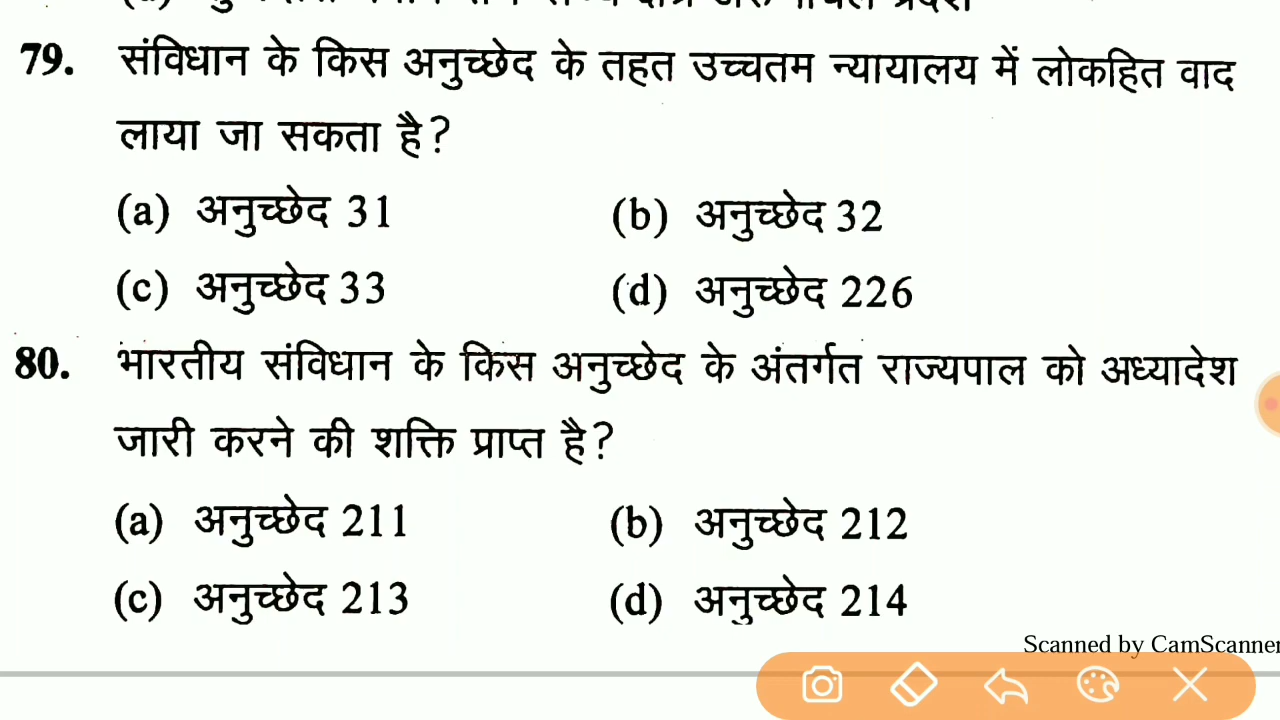 79. संविधान के किस अनुच्छेद के तहत उच्चतम न्यायालय में लोकहित वाद
लाया जा सकता है?
(a) अनुच्छेद 31 (b) अनुच्छेद 32
(c) अनुच्छेद 33 (d) अनुच्छेद 226
80. भारतीय संविधान के किस अनुच्छेद के अंतर्गत राज्यपाल को अध्यादेश
जारी करने की शक्ति प्राप्त है?
(a) अनुच्छेद 211 (b) अनुच्छेद 212
(c) अनुच्छेद 213 (d) अनुच्छेद 214
Scanned by CamScanner